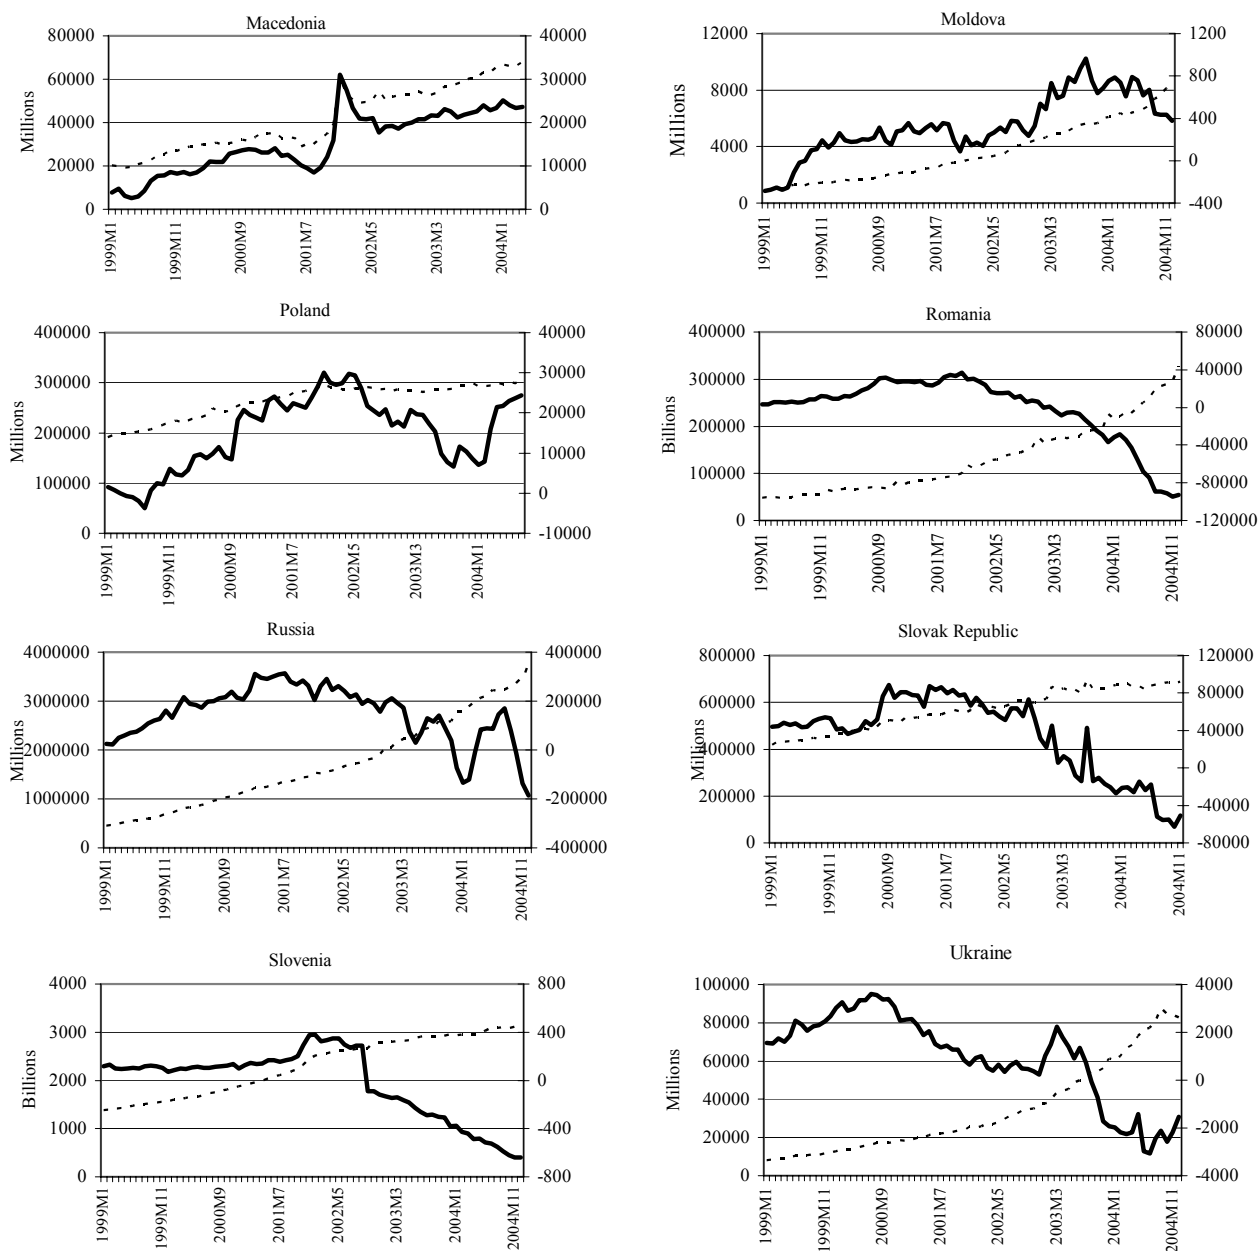 Macedonia
80000
60000
40000
20000
0
Millions
40000
30000
20000
10000
0
1999M1
1999M11
2000M9
2001M7
2002M5
2003M3
2004M1
Moldova
12000
8000
4000
0
Millions
1200
800
400
0
-400
1999M1
1999M11
2000M9
2001M7
2002M5
2003M3
2004M1
2004M11
Poland
400000
300000
200000
100000
0
Millions
40000
30000
20000
10000
0
-10000
1999M1
1999M11
2000M9
2001M7
2002M5
2003M3
2004M1
Romania
400000
300000
200000
100000
0
Billions
80000
40000
0
-40000
-80000
-120000
1999M1
1999M11
2000M9
2001M7
2002M5
2003M3
2004M1
2004M11
Russia
4000000
3000000
2000000
1000000
0
Millions
400000
200000
0
-200000
-400000
1999M1
1999M11
2000M9
2001M7
2002M5
2003M3
2004M1
2004M11
Slovak Republic
800000
600000
400000
200000
0
Millions
120000
80000
40000
0
-40000
-80000
1999M1
1999M11
2000M9
2001M7
2002M5
2003M3
2004M1
2004M11
Slovenia
4000
3000
2000
1000
0
Billions
800
400
0
-400
-800
1999M1
1999M11
2000M9
2001M7
2002M5
2003M3
2004M1
2004M11
Ukraine
100000
80000
60000
40000
20000
0
Millions
4000
2000
0
-2000
-4000
1999M1
1999M11
2000M9
2001M7
2002M5
2003M3
2004M1
2004M11